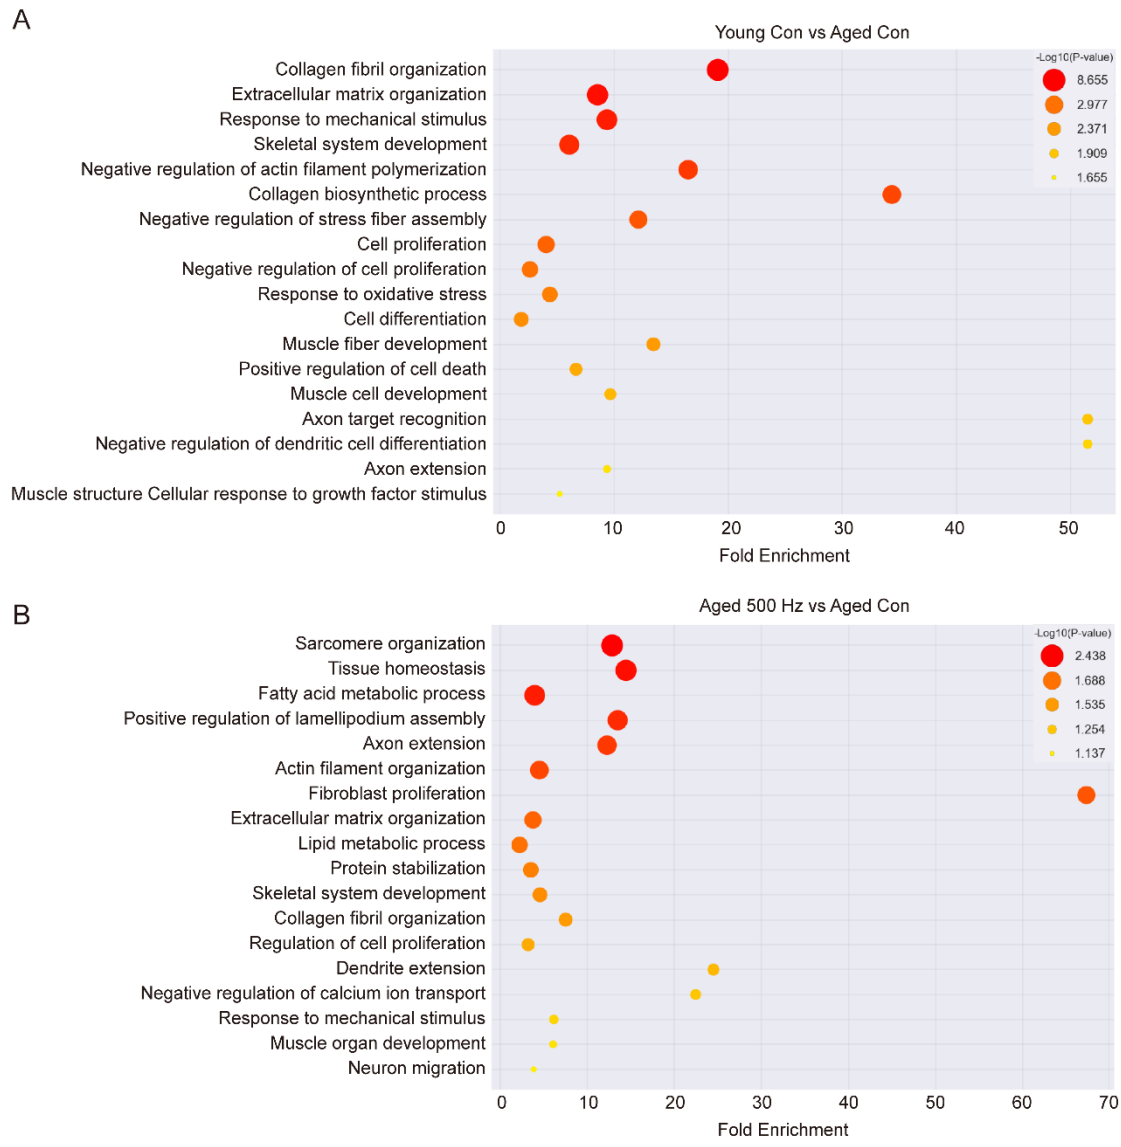 A
Young Con vs Aged Con
-Log10(P-value)
8.655
2.977
2.371
1.909
1.655
Collagen fibril organization
Extracellular matrix organization
Response to mechanical stimulus
Skeletal system development
Negative regulation of actin filament polymerization
Collagen biosynthetic process
Negative regulation of stress fiber assembly
Cell proliferation
Negative regulation of cell proliferation
Response to oxidative stress
Cell differentiation
Muscle fiber development
Positive regulation of cell death
Muscle cell development
Axon target recognition
Negative regulation of dendritic cell differentiation
Axon extension
Muscle structure Cellular response to growth factor stimulus
0 10 20 30 40 50
Fold Enrichment
B
Aged 500 Hz vs Aged Con
-Log10(P-value)
2.438
1.688
1.535
1.254
1.137
Sarcomere organization
Tissue homeostasis
Fatty acid metabolic process
Positive regulation of lamellipodium assembly
Axon extension
Actin filament organization
Fibroblast proliferation
Extracellular matrix organization
Lipid metabolic process
Protein stabilization
Skeletal system development
Collagen fibril organization
Regulation of cell proliferation
Dendrite extension
Negative regulation of calcium ion transport
Response to mechanical stimulus
Muscle organ development
Neuron migration
0 10 20 30 40 50 60 70
Fold Enrichment